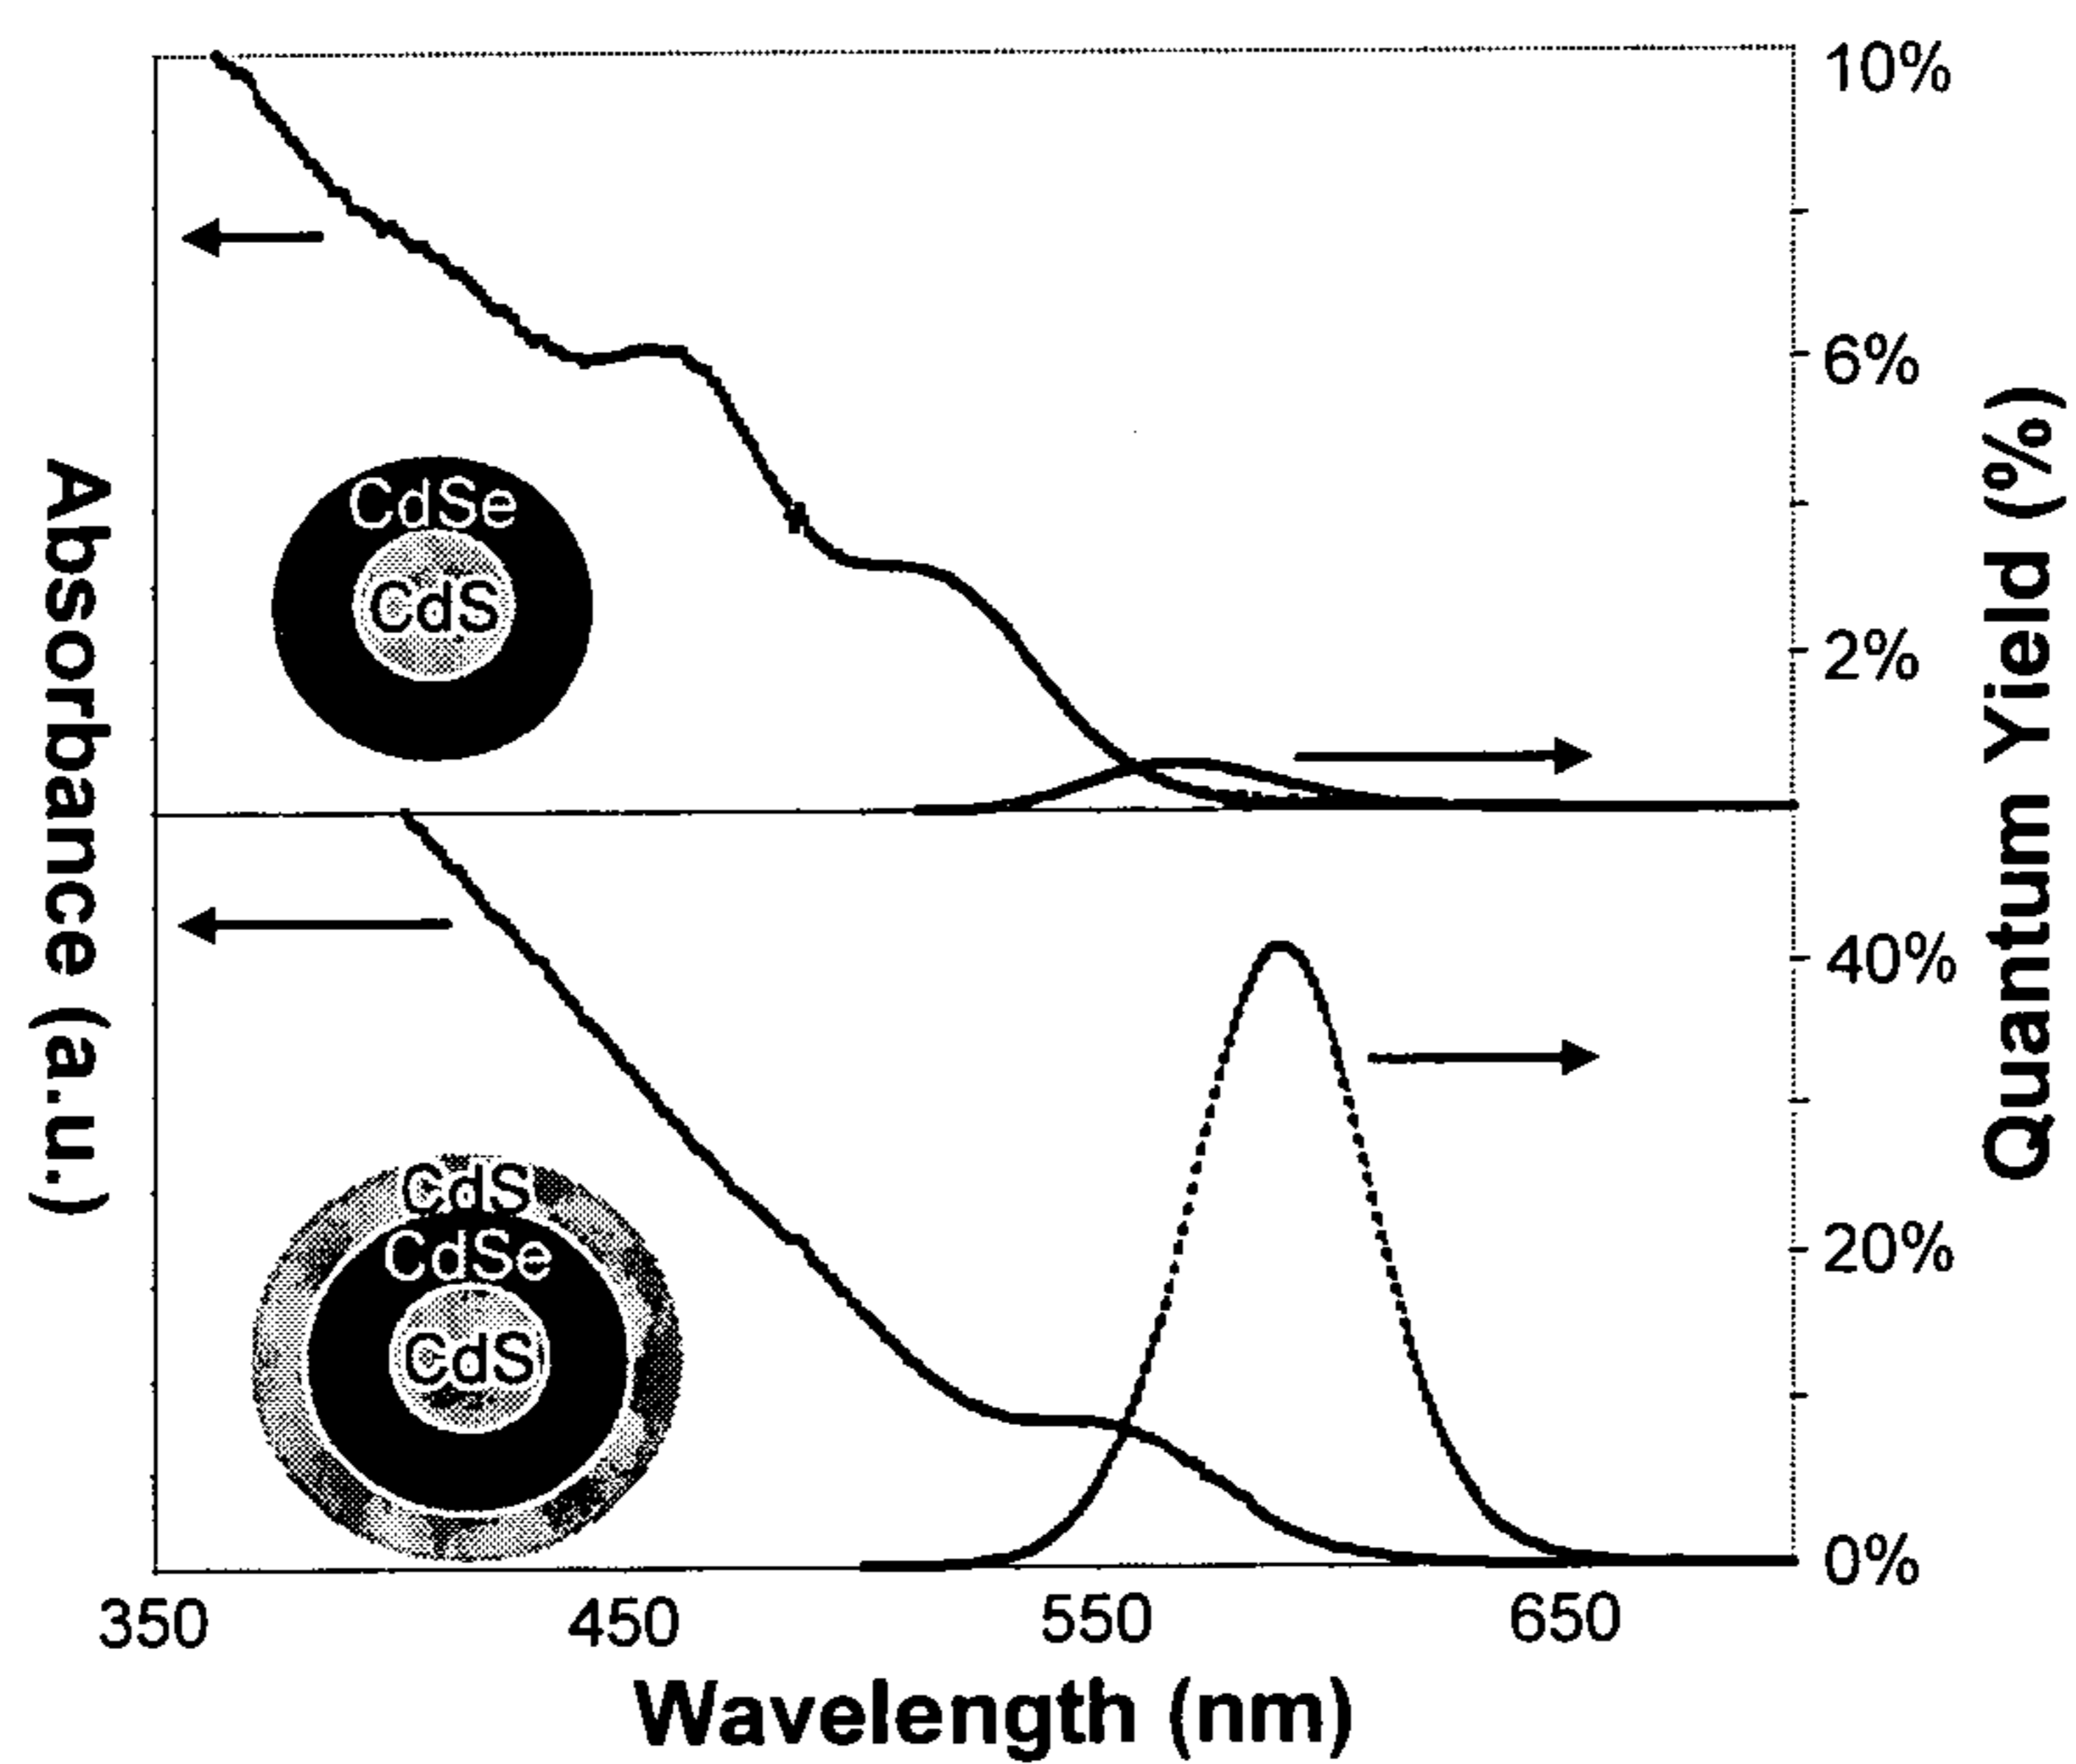 10%
6%
2%
CdSe
CdS
Absorbance (a.u.)
Quantum Yield (%)
40%
20%
0%
CdS
CdSe
CdS
350
450
550
650
Wavelength (nm)